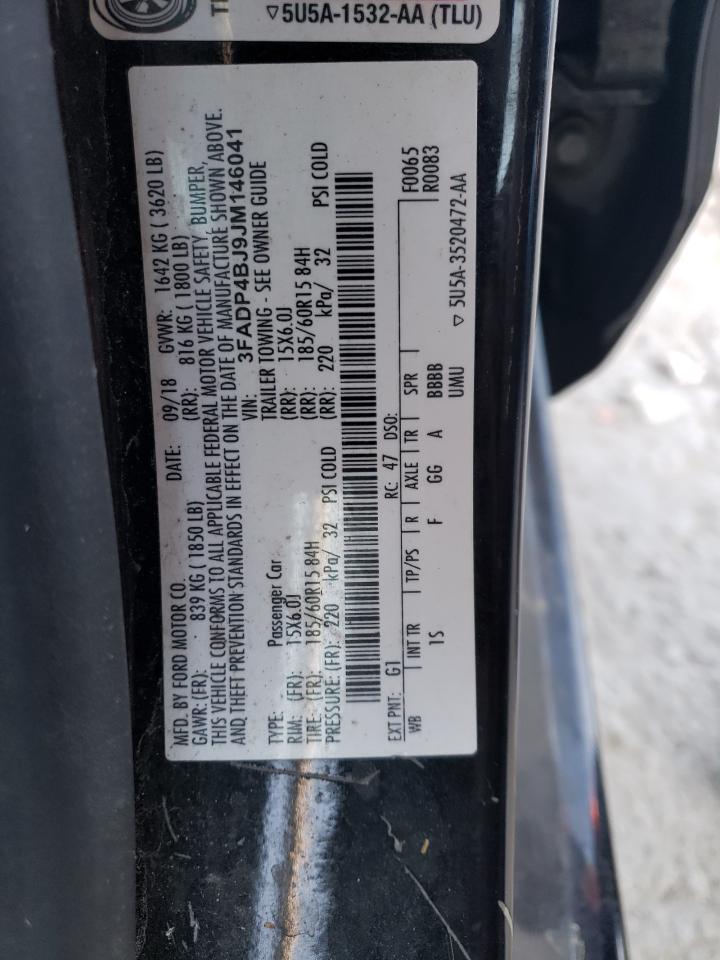 ▽5U5A-1532-AA (TLU)
MFD. BY FORD MOTOR CO. DATE: 09/18 GVWR: 1642 KG ( 3620 LB)
GAWR: (FR): 839 KG ( 1850 LB) (RR): 816 KG ( 1800 LB)
THIS VEHICLE CONFORMS TO ALL APPLICABLE FEDERAL MOTOR VEHICLE SAFETY, BUMPER,
AND THEFT PREVENTION STANDARDS IN EFFECT ON THE DATE OF MANUFACTURE SHOWN ABOVE.
VIN: 3FADP4BJ9JM146041
TYPE: Passenger Car TRAILER TOWING - SEE OWNER GUIDE
RIM: (FR): 15X6.0J (RR): 15X6.0J
TIRE: (FR): 185/60R15 84H (RR): 185/60R15 84H
PRESSURE: (FR): 220 kPa/ 32 PSI COLD (RR): 220 kPa/ 32 PSI COLD
EXT PNT: G1 RC: 47 DSO: F0065
WB INT TR TP/PS R AXLE TR SPR R0083
1S F GG A BBBB
UMU
▽ 5U5A-3520472-AA